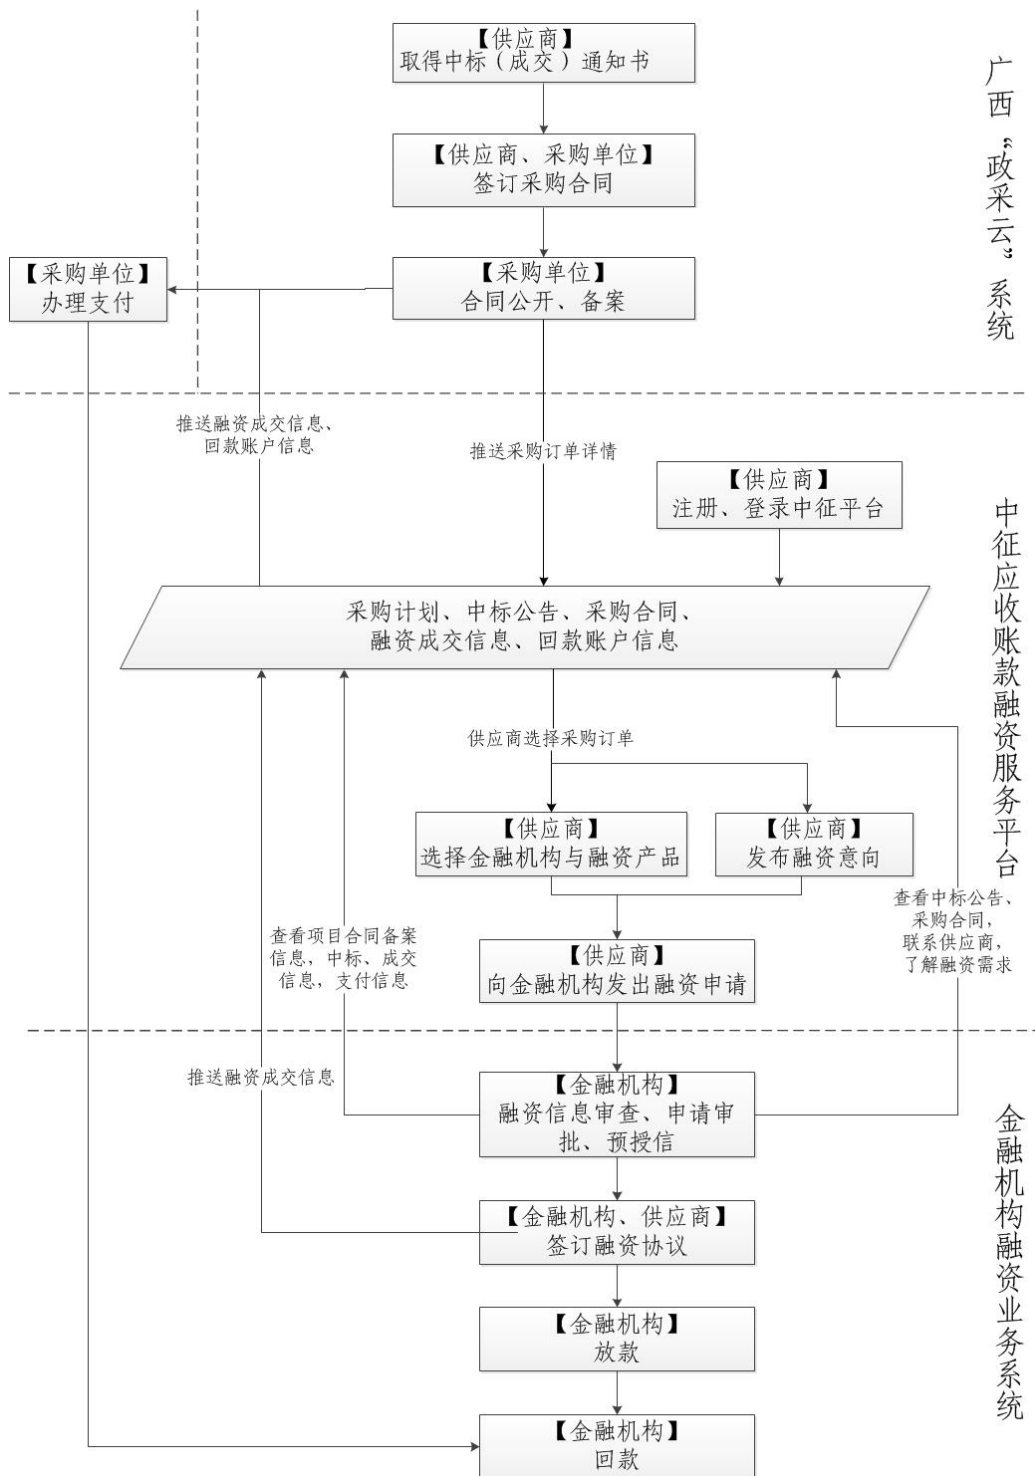 【供应商】
取得中标（成交）通知书
广西“政采云”系统
【供应商、采购单位】
签订采购合同
【采购单位】
办理支付
【采购单位】
合同公开、备案
推送融资成交信息、
回款账户信息
推送采购订单详情
【供应商】
注册、登录中征平台
中征应收账款融资服务平台
采购计划、中标公告、采购合同、
融资成交信息、回款账户信息
供应商选择采购订单
【供应商】
选择金融机构与融资产品
【供应商】
发布融资意向
查看中标公告、
采购合同，
联系供应商，
了解融资需求
查看项目合同备案
信息，中标、成交
信息，支付信息
【供应商】
向金融机构发出融资申请
推送融资成交信息
【金融机构】
融资信息审查、申请审
批、预授信
金融机构融资业务系统
【金融机构、供应商】
签订融资协议
【金融机构】
放款
【金融机构】
回款